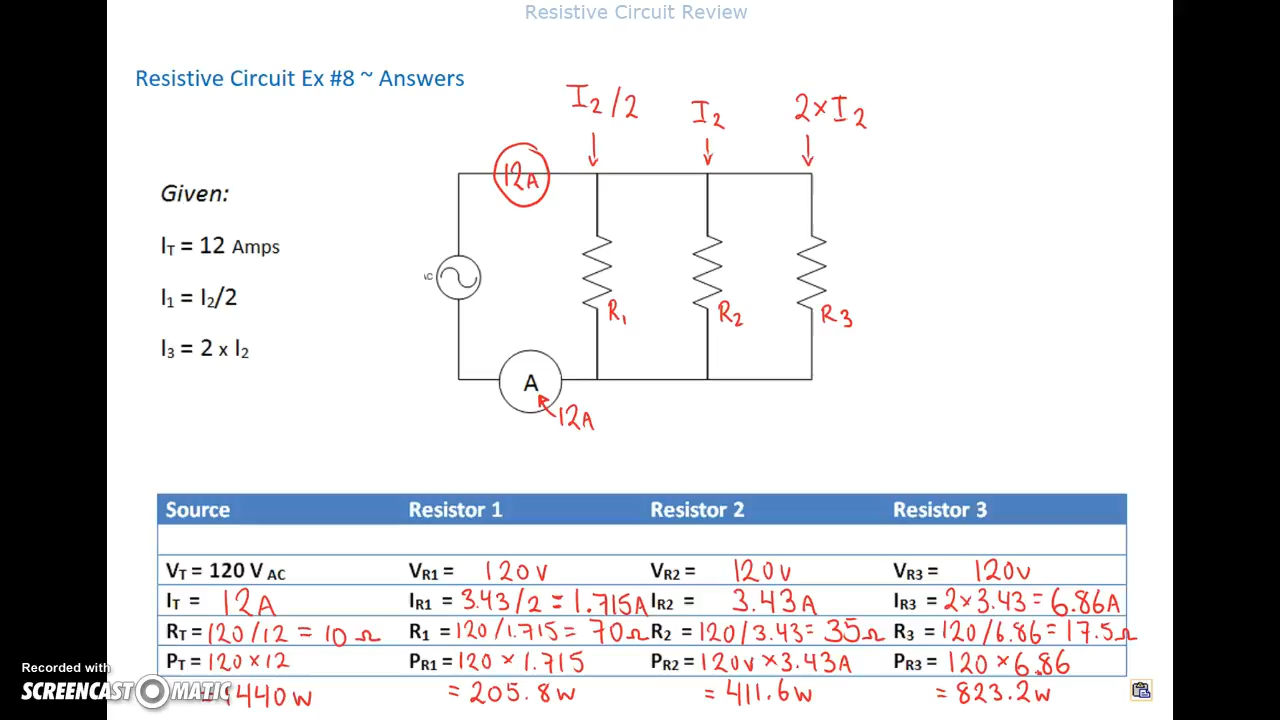 Resistive Circuit Review
Resistive Circuit Ex #8 ~ Answers
I2/2 I2 2×I2
12A
Given:
IT = 12 Amps
I1 = I2/2
I3 = 2 x I2
R1 R2 R3
A
12A
Source Resistor 1 Resistor 2 Resistor 3
VT = 120 V AC VR1 = 120V VR2 = 120V VR3 = 120V
IT = 12A IR1 = 3.43/2 = 1.715A IR2 = 3.43A IR3 = 2×3.43 = 6.86A
RT = 120/12 = 10Ω R1 = 120/1.715 = 70Ω R2 = 120/3.43 = 35Ω R3 = 120/6.86 = 17.5Ω
PT = 120×12 PR1 = 120×1.715 PR2 = 120V×3.43A PR3 = 120×6.86
= 1440W = 205.8W = 411.6W = 823.2W
Recorded with
SCREENCAST MATIC